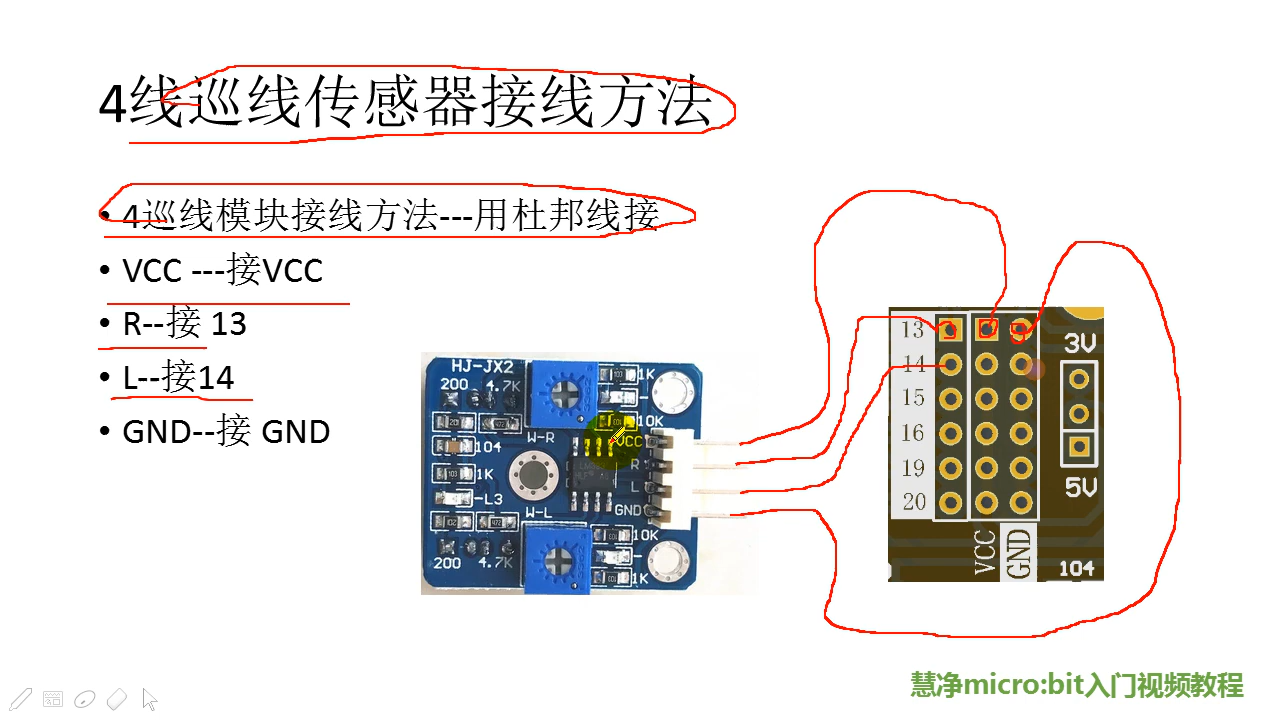 4线巡线传感器接线方法
• 4巡线模块接线方法---用杜邦线接
• VCC ---接VCC
• R--接 13
• L--接14
• GND--接 GND
HJ-JX2
200
4.7K
1K
10K
W-R
VCC
104
R
1K
L
L3
W-L
GND
10K
200
4.7K
1K
13
14
15
16
19
20
3V
5V
VCC
GND
104
慧净micro:bit入门视频教程